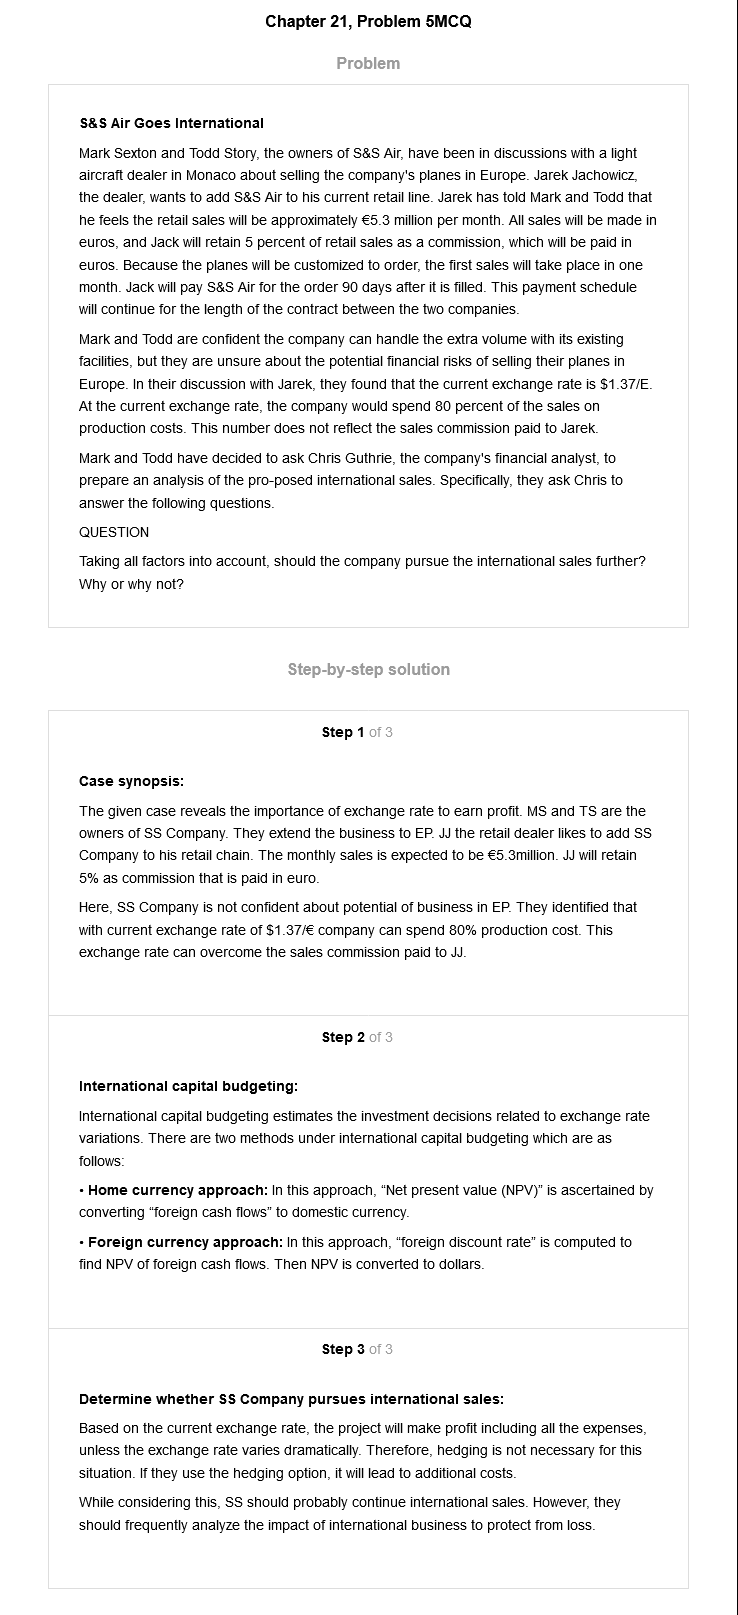 Chapter 21, Problem 5MCQ
Problem
S&S Air Goes International
Mark Sexton and Todd Story, the owners of S&S Air, have been in discussions with a light
aircraft dealer in Monaco about selling the company's planes in Europe. Jarek Jachowicz,
the dealer, wants to add S&S Air to his current retail line. Jarek has told Mark and Todd that
he feels the retail sales will be approximately €5.3 million per month. All sales will be made in
euros, and Jack will retain 5 percent of retail sales as a commission, which will be paid in
euros. Because the planes will be customized to order, the first sales will take place in one
month. Jack will pay S&S Air for the order 90 days after it is filled. This payment schedule
will continue for the length of the contract between the two companies.
Mark and Todd are confident the company can handle the extra volume with its existing
facilities, but they are unsure about the potential financial risks of selling their planes in
Europe. In their discussion with Jarek, they found that the current exchange rate is $1.37/E.
At the current exchange rate, the company would spend 80 percent of the sales on
production costs. This number does not reflect the sales commission paid to Jarek.
Mark and Todd have decided to ask Chris Guthrie, the company's financial analyst, to
prepare an analysis of the pro-posed international sales. Specifically, they ask Chris to
answer the following questions.
QUESTION
Taking all factors into account, should the company pursue the international sales further?
Why or why not?
Step-by-step solution
Step 1 of 3
Case synopsis:
The given case reveals the importance of exchange rate to earn profit. MS and TS are the
owners of SS Company. They extend the business to EP. JJ the retail dealer likes to add SS
Company to his retail chain. The monthly sales is expected to be €5.3million. JJ will retain
5% as commission that is paid in euro.
Here, SS Company is not confident about potential of business in EP. They identified that
with current exchange rate of $1.37/€ company can spend 80% production cost. This
exchange rate can overcome the sales commission paid to JJ.
Step 2 of 3
International capital budgeting:
International capital budgeting estimates the investment decisions related to exchange rate
variations. There are two methods under international capital budgeting which are as
follows:
• Home currency approach: In this approach, “Net present value (NPV)” is ascertained by
converting “foreign cash flows” to domestic currency.
• Foreign currency approach: In this approach, “foreign discount rate” is computed to
find NPV of foreign cash flows. Then NPV is converted to dollars.
Step 3 of 3
Determine whether SS Company pursues international sales:
Based on the current exchange rate, the project will make profit including all the expenses,
unless the exchange rate varies dramatically. Therefore, hedging is not necessary for this
situation. If they use the hedging option, it will lead to additional costs.
While considering this, SS should probably continue international sales. However, they
should frequently analyze the impact of international business to protect from loss.